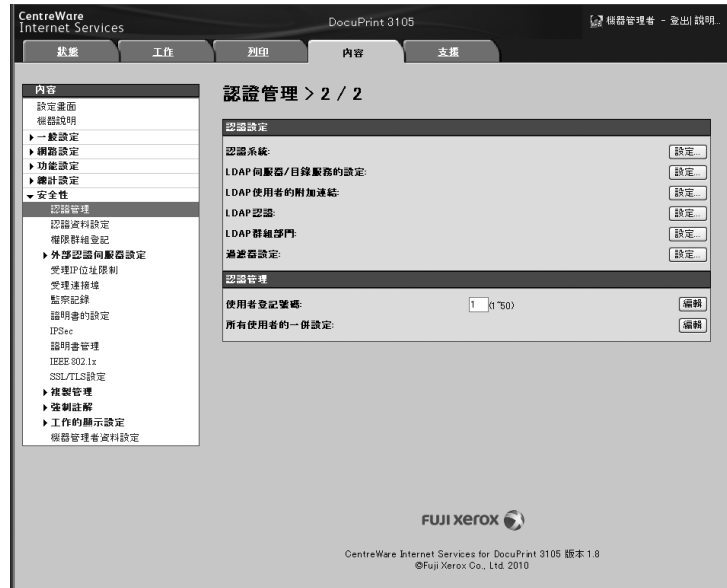 CentreWare
Internet Services
DocuPrint 3105
機器管理者 - 登出|說明...
狀態
工作
列印
內容
支援
內容
設定畫面
機器說明
一般設定
網路設定
功能設定
總計設定
安全性
認證管理
認證資料設定
權限群組登記
外部認證伺服器設定
受理IP位址限制
受理連接埠
監察記錄
證明書的設定
IPSec
證明書管理
IEEE 802.1x
SSL/TLS設定
複製管理
強制註解
工作的顯示設定
機器管理者資料設定
認證管理 > 2 / 2
認證設定
認證系統: 設定...
LDAP伺服器/目錄服務的設定: 設定...
LDAP使用者的附加連結: 設定...
LDAP認證: 設定...
LDAP群組部門: 設定...
過濾器設定: 設定...
認證管理
使用者登記號碼: 1 (1~50) 編輯
所有使用者的一併設定: 編輯
FUJI XEROX
CentreWare Internet Services for DocuPrint 3105 版本 1.8
©Fuji Xerox Co., Ltd. 2010